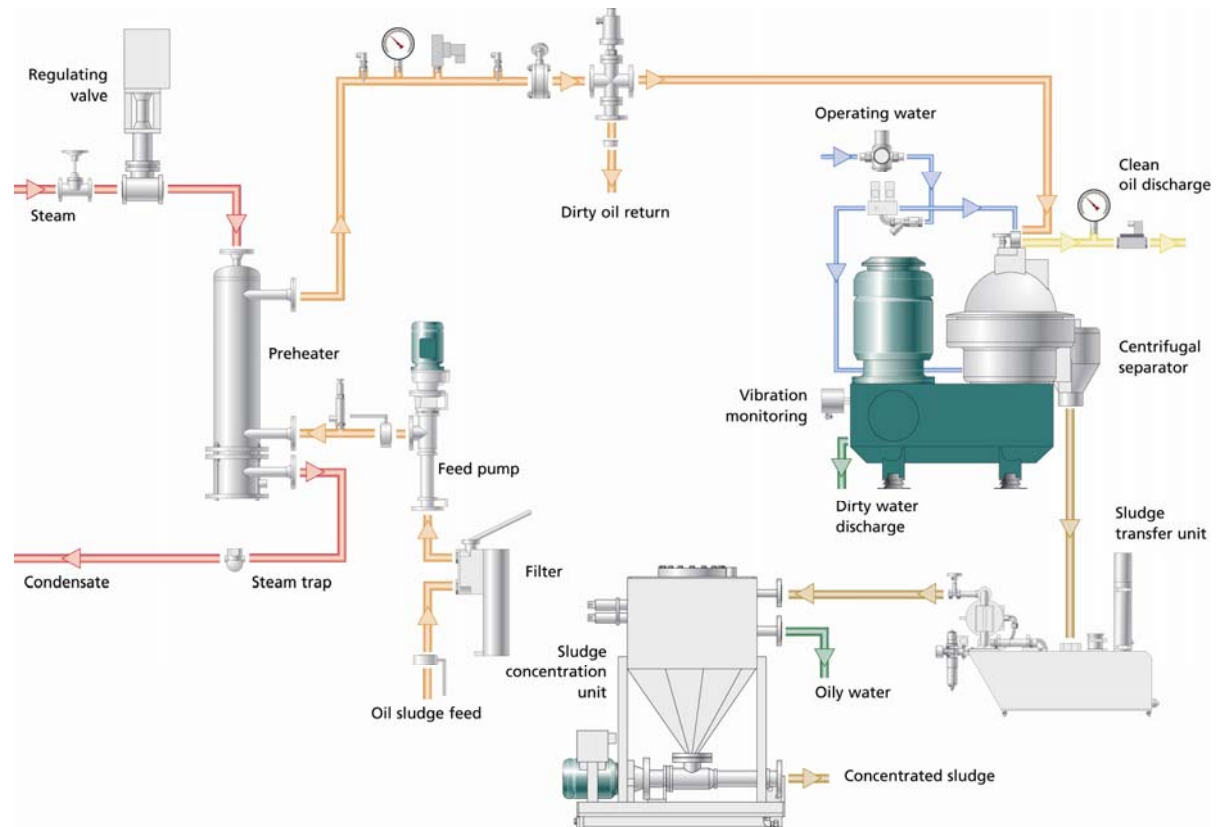 Regulating
valve
Steam
Operating water
Clean
oil discharge
Dirty oil return
Preheater
Centrifugal
separator
Vibration
monitoring
Feed pump
Dirty water
discharge
Sludge
transfer unit
Condensate
Steam trap
Filter
Sludge
concentration
unit
Oily water
Oil sludge feed
Concentrated sludge